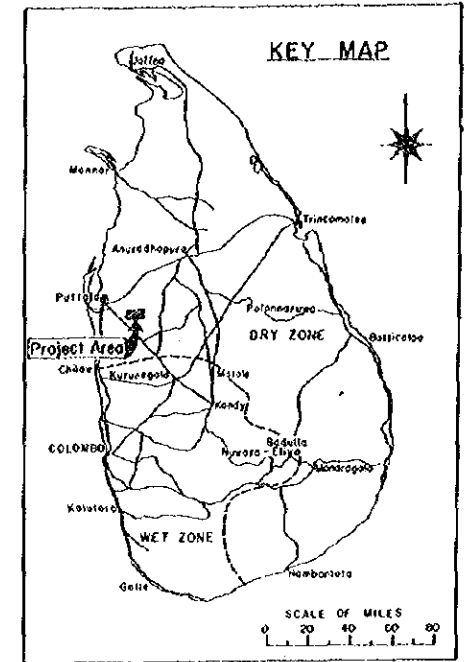 KEY MAP
Jaffna
Mannar
Trincomalee
Anuradhapura
Puttalam
Polonnaruwa
DRY ZONE
Batticaloa
Project Area
Chilaw
Kurunegala
Matale
Kandy
Badulla
COLOMBO
Nuwara-Eliya
Monaragala
Kalutara
WET ZONE
Hambantota
Galle
SCALE OF MILES
0 20 40 60 80